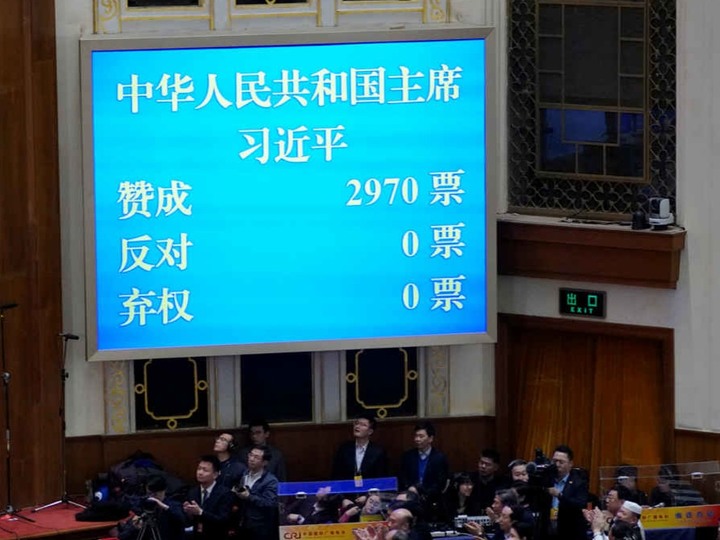 中华人民共和国主席
习近平
赞成 2970 票
反对 0 票
弃权 0 票
出 口
EXIT
CRI